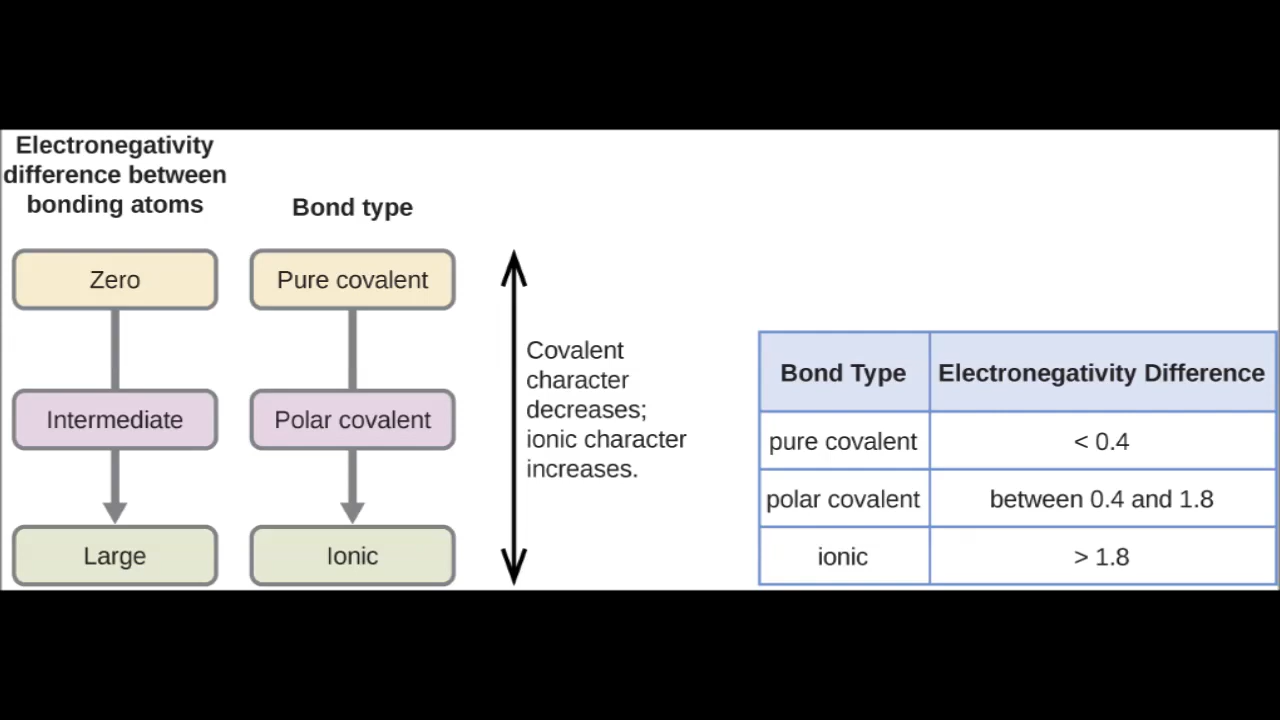 Electronegativity
difference between
bonding atoms
Bond type
Zero
Pure covalent
Intermediate
Polar covalent
Large
Ionic
Covalent
character
decreases;
ionic character
increases.
Bond Type Electronegativity Difference
pure covalent < 0.4
polar covalent between 0.4 and 1.8
ionic > 1.8